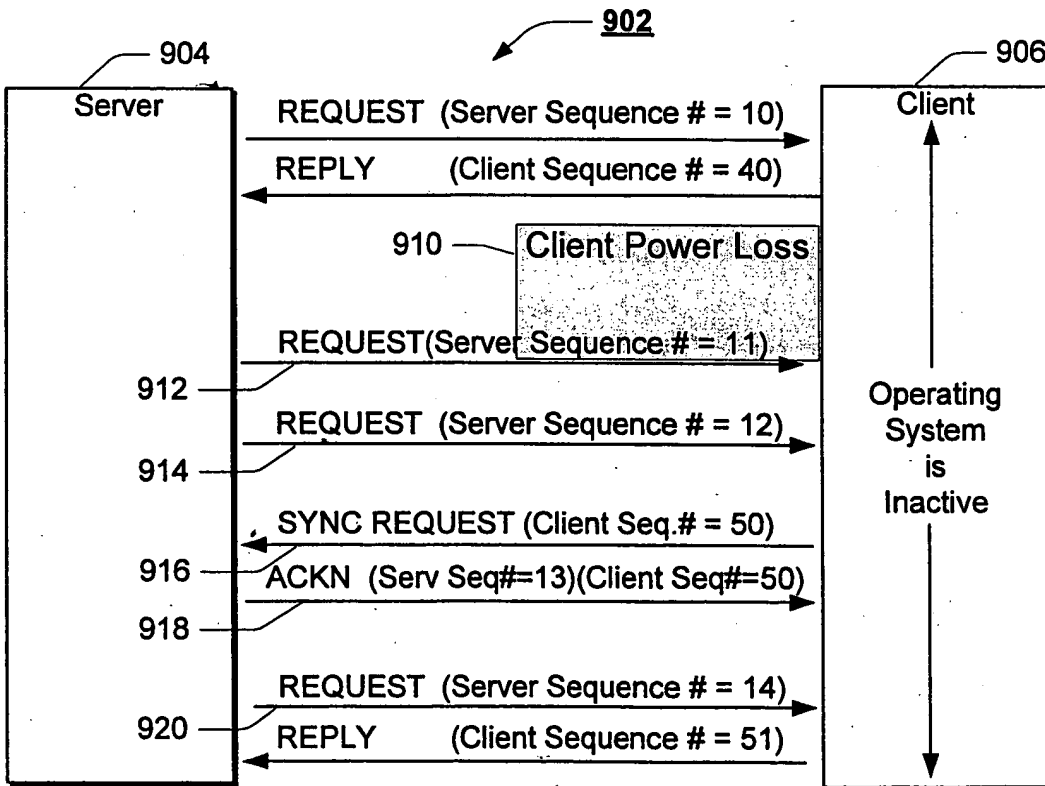 902
904
906
Server
Client
REQUEST (Server Sequence # = 10)
REPLY (Client Sequence # = 40)
910
Client Power Loss
REQUEST(Server Sequence # = 11)
912
REQUEST (Server Sequence # = 12)
914
Operating
System
is
Inactive
SYNC REQUEST (Client Seq.# = 50)
916
ACKN (Serv Seq#=13)(Client Seq#=50)
918
REQUEST (Server Sequence # = 14)
920
REPLY (Client Sequence # = 51)